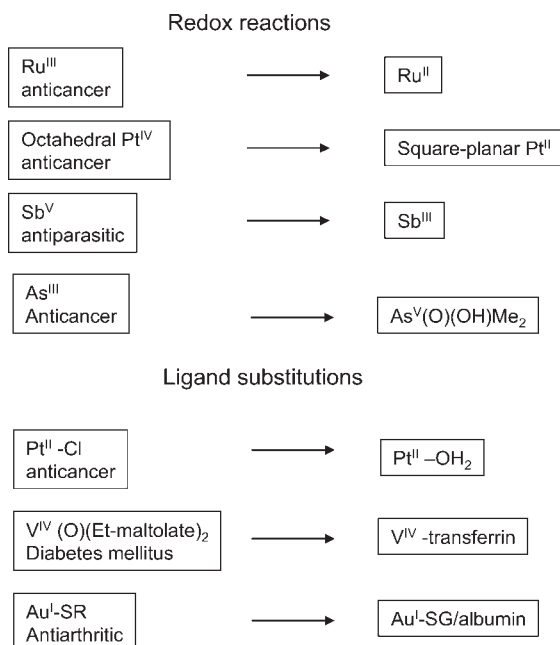 Redox reactions
Ru^III
anticancer
Ru^II
Octahedral Pt^IV
anticancer
Square-planar Pt^II
Sb^V
antiparasitic
Sb^III
As^III
Anticancer
As^V(O)(OH)Me₂
Ligand substitutions
Pt^II -Cl
anticancer
Pt^II –OH₂
V^IV (O)(Et-maltolate)₂
Diabetes mellitus
V^IV -transferrin
Au^I-SR
Antiarthritic
Au^I-SG/albumin